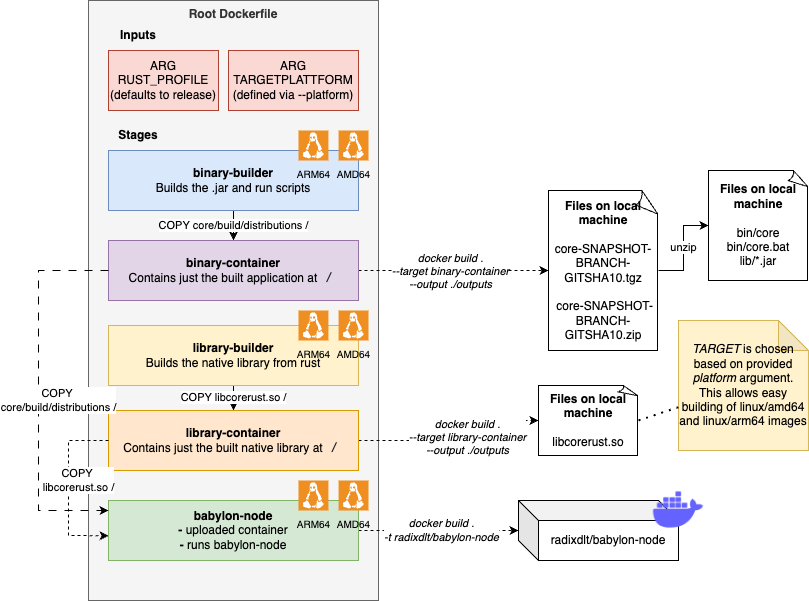 Root Dockerfile
Inputs
ARG
RUST_PROFILE
(defaults to release)
ARG
TARGETPLATTFORM
(defined via --platform)
Stages
ARM64
AMD64
binary-builder
Builds the .jar and run scripts
COPY core/build/distributions /
binary-container
Contains just the built application at /
docker build .
--target binary-container
--output ./outputs
Files on local
machine
core-SNAPSHOT-
BRANCH-
GITSHA10.tgz
core-SNAPSHOT-
BRANCH-
GITSHA10.zip
unzip
Files on local
machine
bin/core
bin/core.bat
lib/*.jar
ARM64
AMD64
library-builder
Builds the native library from rust
COPY libcorerust.so /
COPY
core/build/distributions /
library-container
Contains just the built native library at /
docker build .
--target library-container
--output ./outputs
Files on local
machine
libcorerust.so
TARGET is chosen
based on provided
platform argument.
This allows easy
building of linux/amd64
and linux/arm64 images
COPY
libcorerust.so /
ARM64
AMD64
babylon-node
- uploaded container
- runs babylon-node
docker build .
-t radixdlt/babylon-node
radixdlt/babylon-node